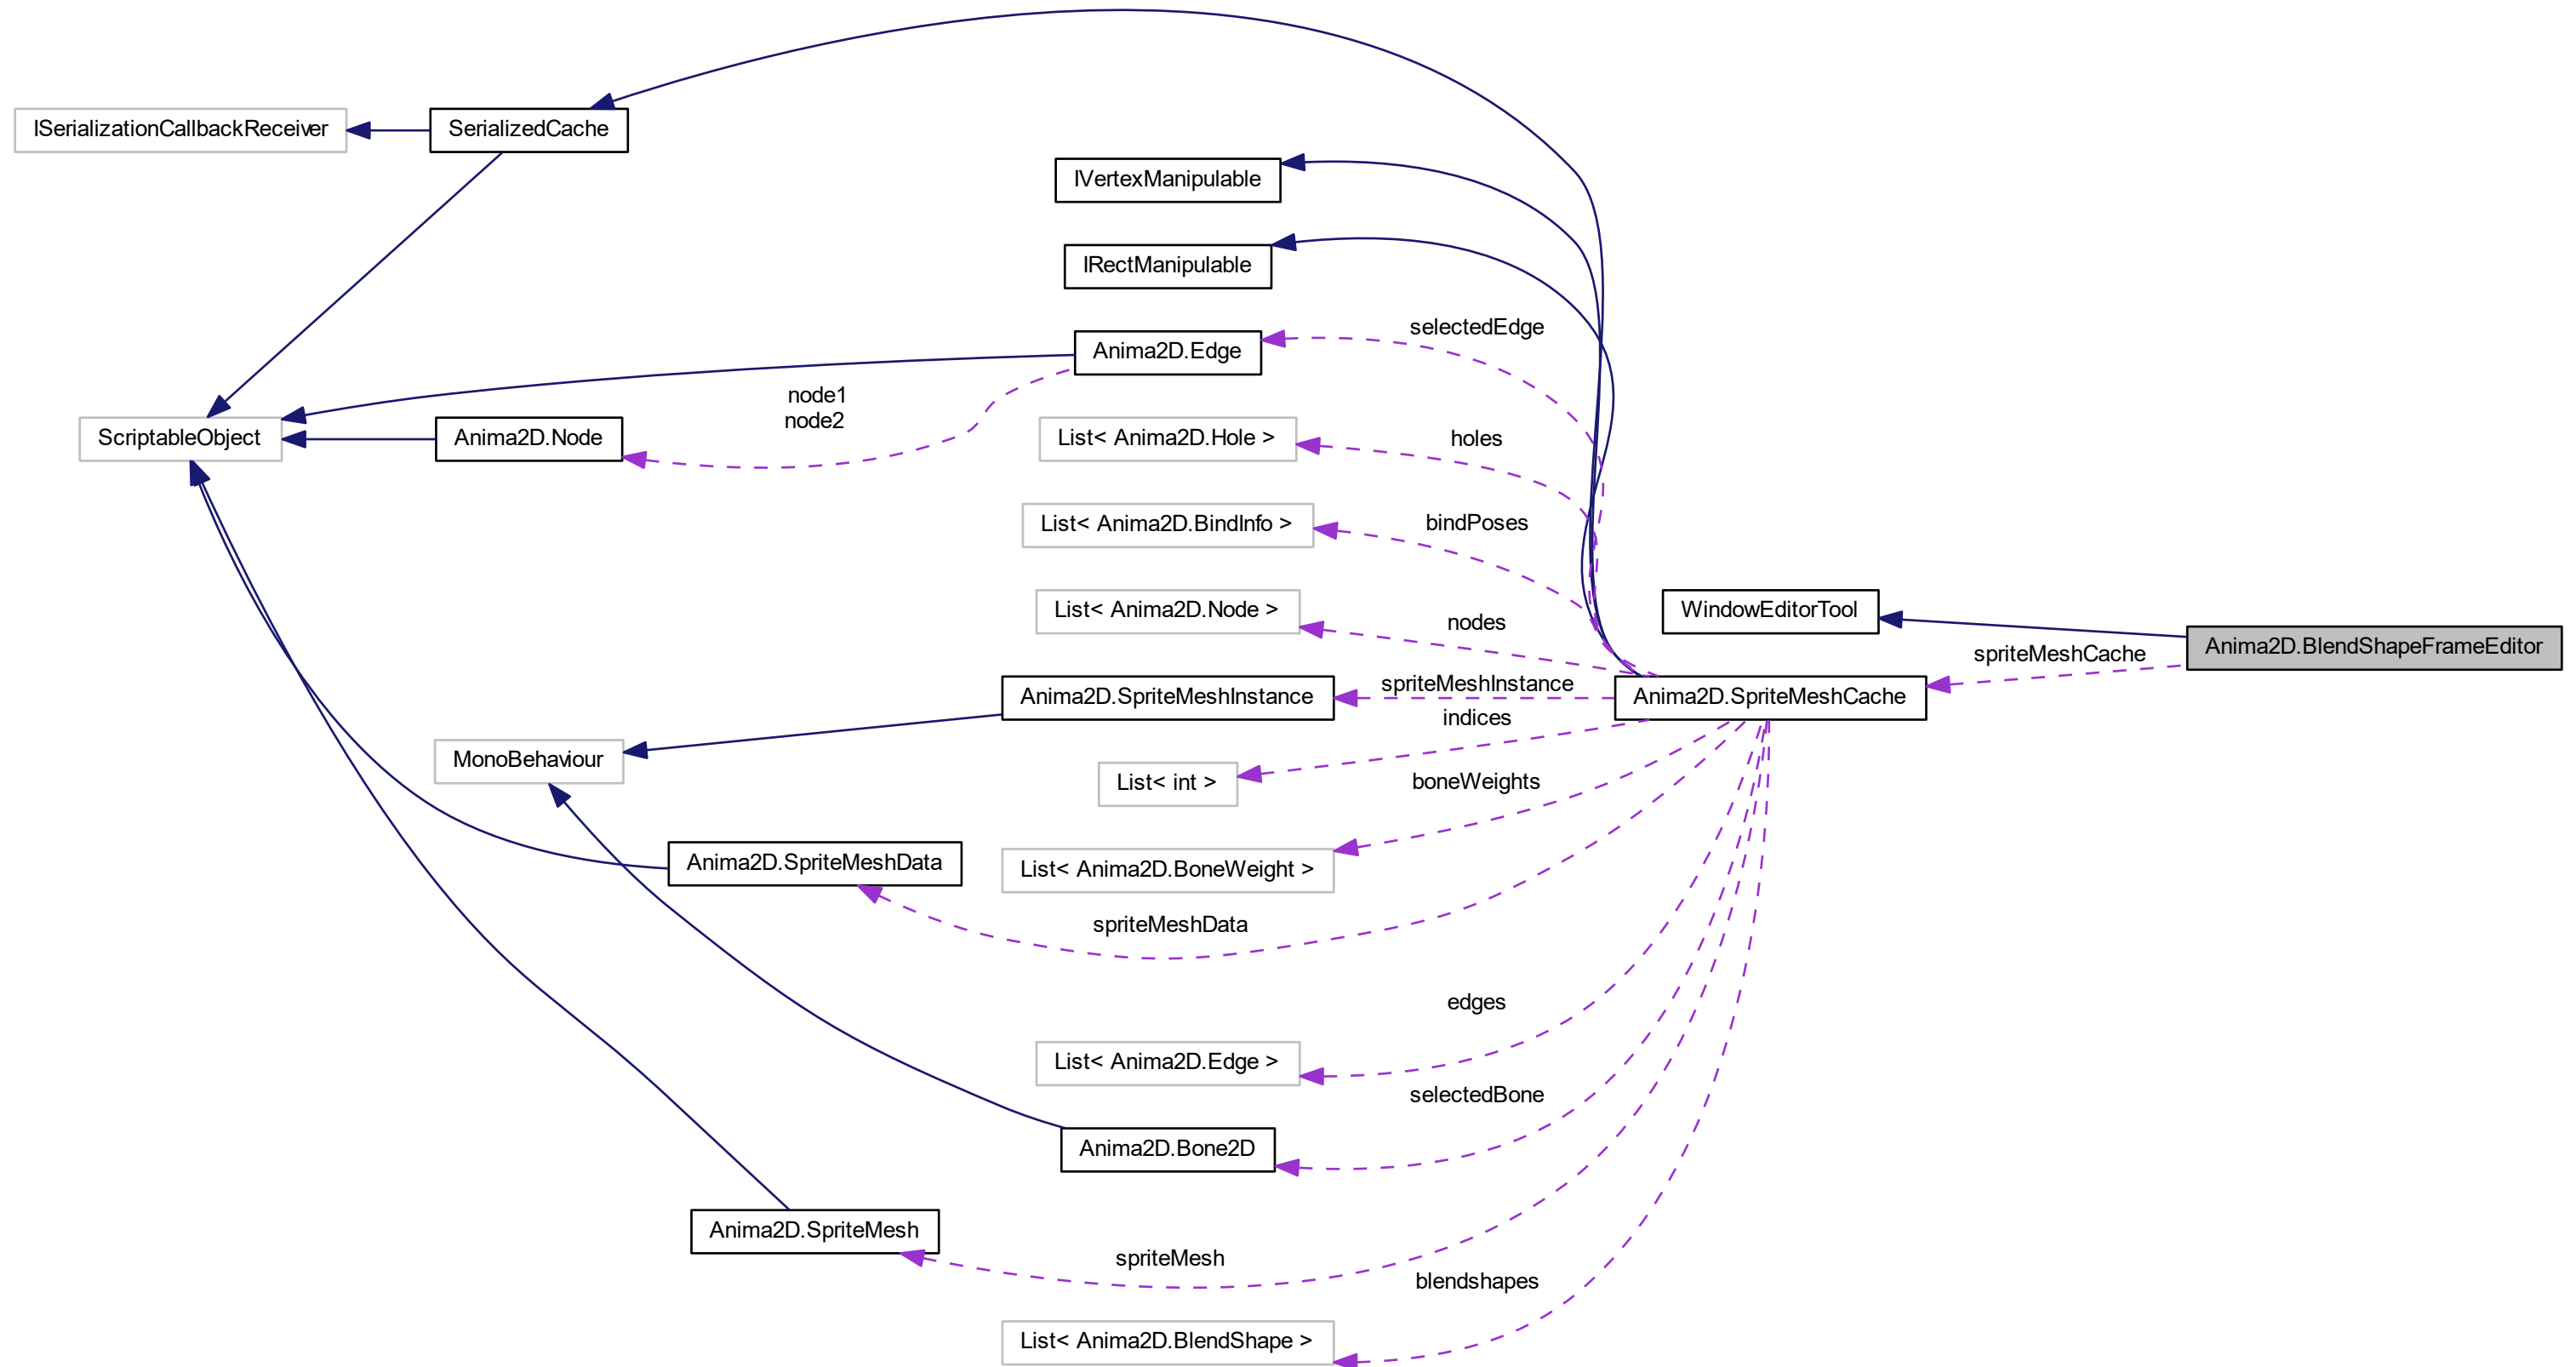 ISerializationCallbackReceiver
SerializedCache
IVertexManipulable
IRectManipulable
selectedEdge
Anima2D.Edge
node1
node2
ScriptableObject
Anima2D.Node
List< Anima2D.Hole >
holes
List< Anima2D.BindInfo >
bindPoses
List< Anima2D.Node >
nodes
WindowEditorTool
Anima2D.BlendShapeFrameEditor
spriteMeshCache
Anima2D.SpriteMeshInstance
spriteMeshInstance
Anima2D.SpriteMeshCache
indices
MonoBehaviour
List< int >
boneWeights
Anima2D.SpriteMeshData
List< Anima2D.BoneWeight >
spriteMeshData
edges
List< Anima2D.Edge >
selectedBone
Anima2D.Bone2D
Anima2D.SpriteMesh
spriteMesh
blendshapes
List< Anima2D.BlendShape >